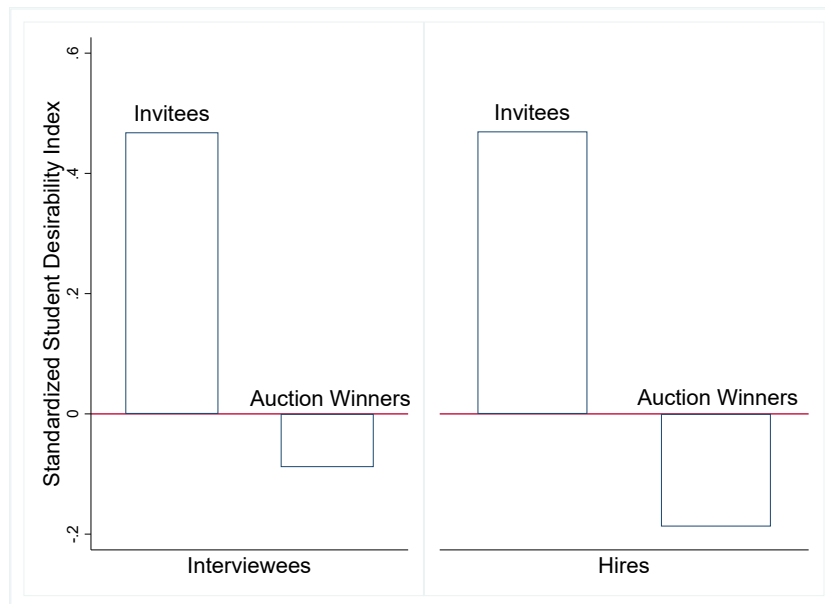 Standardized Student Desirability Index
.6
.4
.2
0
-.2
Invitees
Auction Winners
Interviewees
Invitees
Auction Winners
Hires